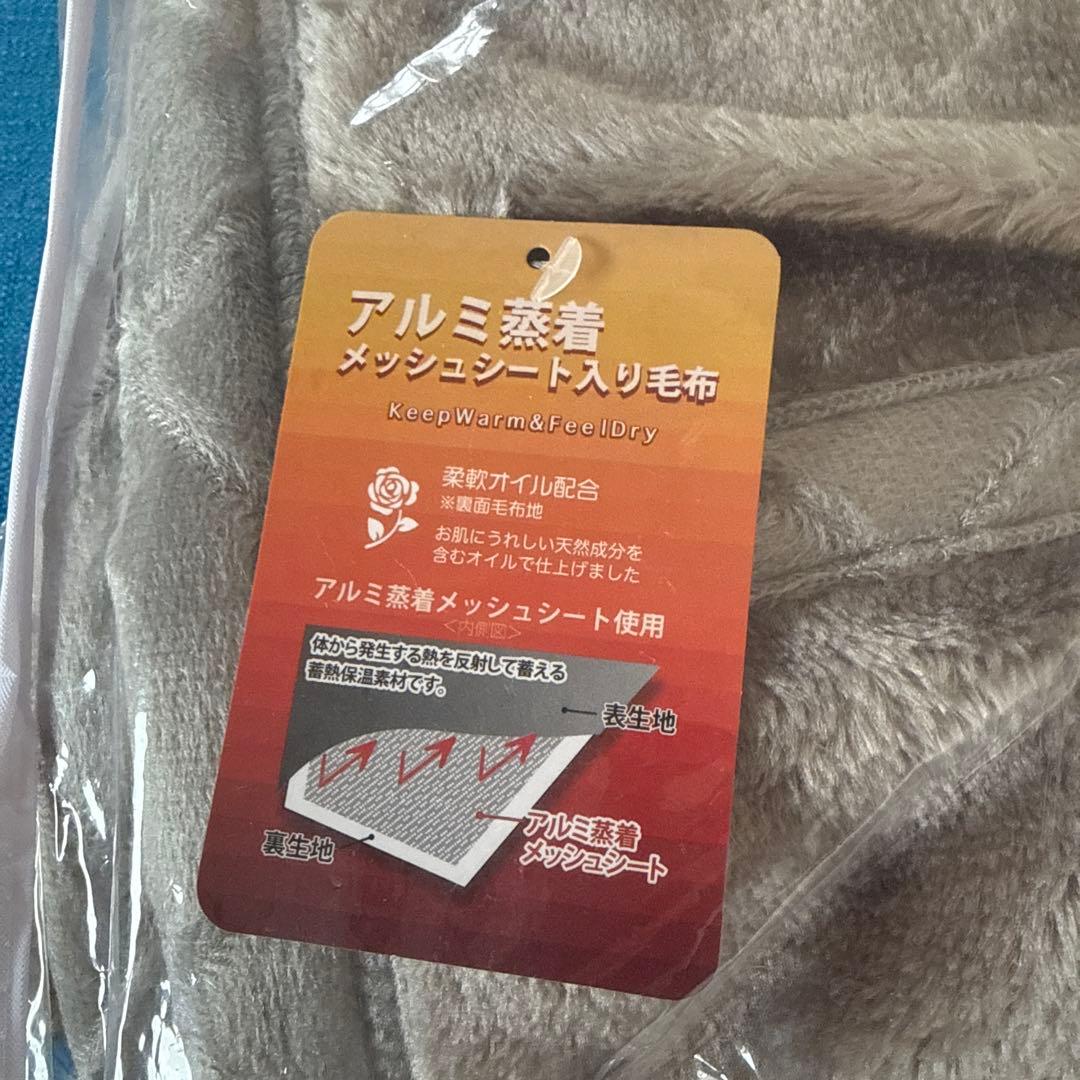 アルミ蒸着
メッシュシート入り毛布
KeepWarm&FeelDry
柔軟オイル配合
※裏面毛布地
お肌にうれしい天然成分を
含むオイルで仕上げました
アルミ蒸着メッシュシート使用
<内側図>
体から発生する熱を反射して蓄える
蓄熱保温素材です。
表生地
アルミ蒸着
メッシュシート
裏生地